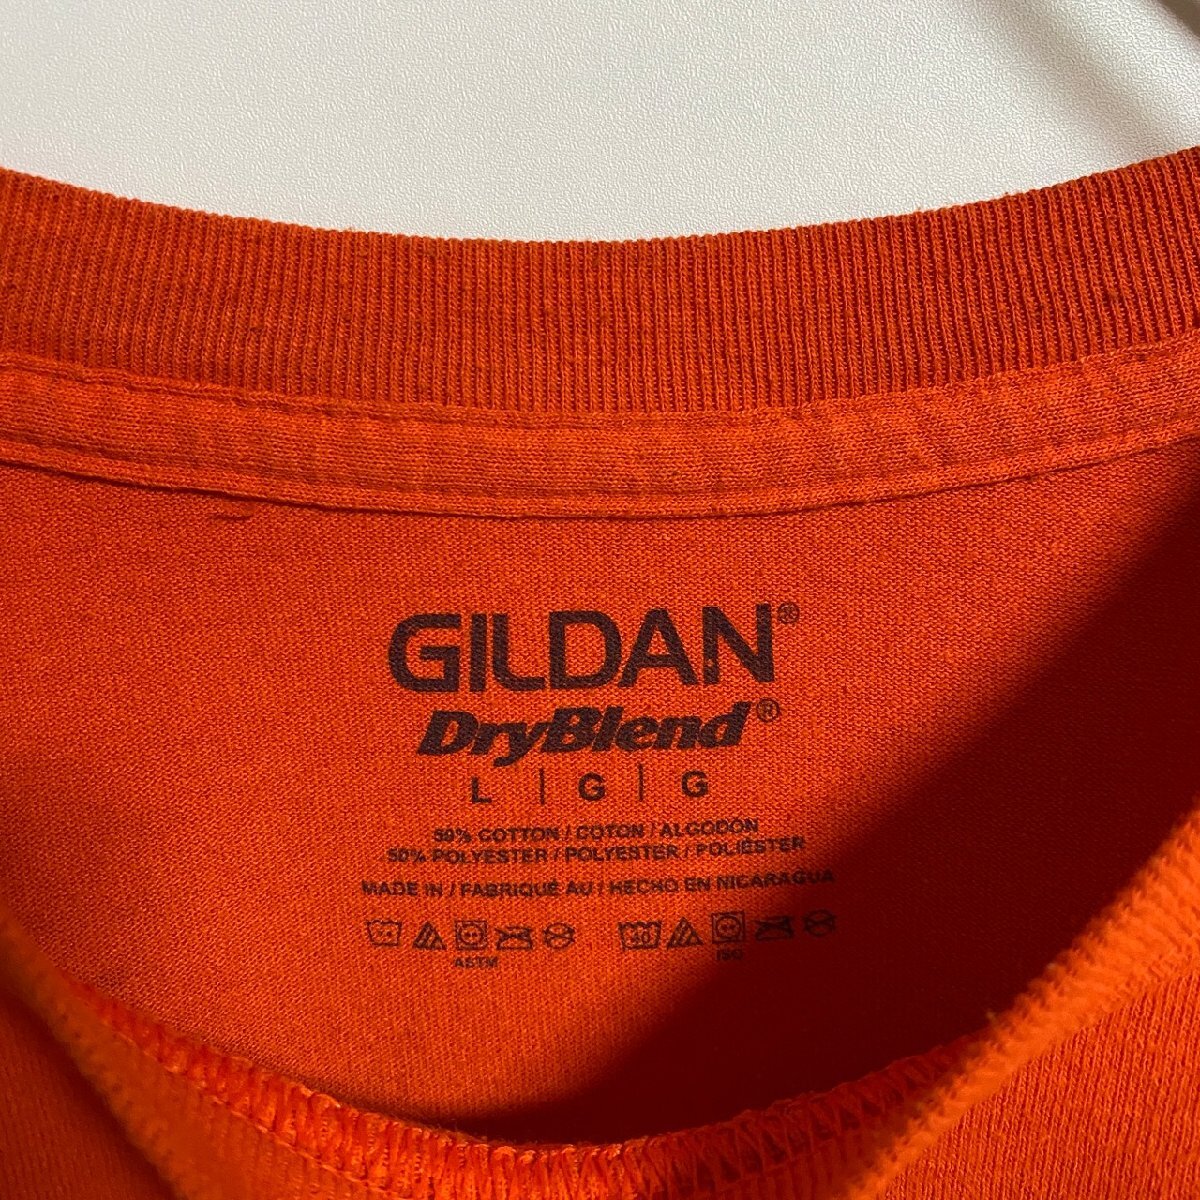 GILDAN®
DryBlend®
L | G | G
50% COTTON / COTON / ALGODÓN
50% POLYESTER / POLYESTER / POLIÉSTER
MADE IN / FABRIQUÉ AU / HECHO EN NICARAGUA
ASTM ISO